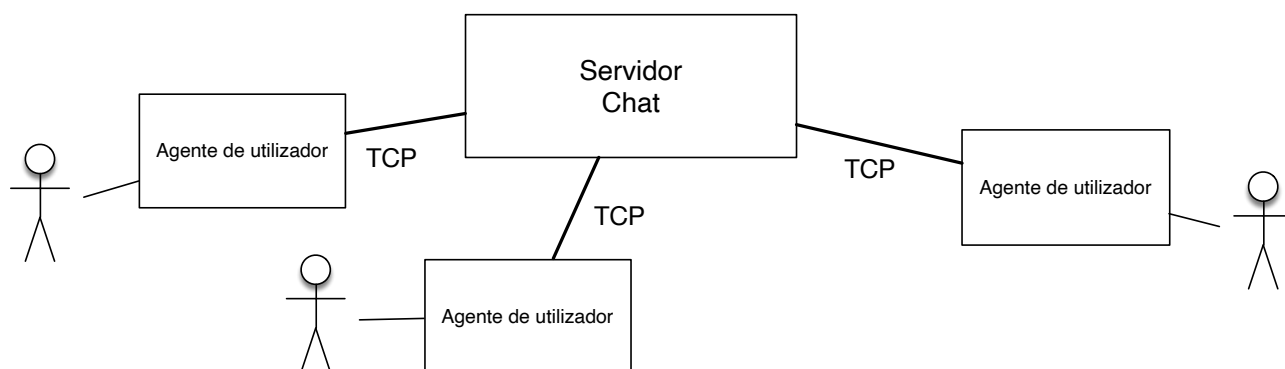 Servidor
Chat
Agente de utilizador
TCP
TCP
Agente de utilizador
TCP
Agente de utilizador